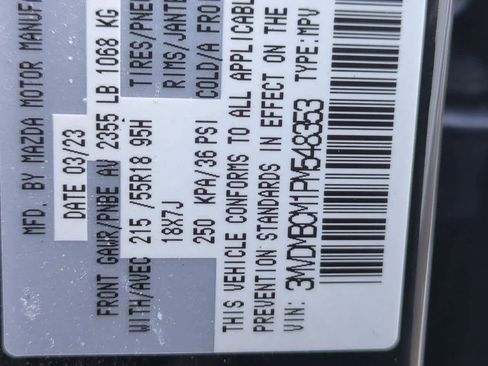 MFD. BY MAZDA MOTOR MANUF
DATE 03/23
FRONT GAWR/PNBE AV 2355 LB 1068 KG
WITH/AVEC 215 /55R18 95H TIRES/PNE
18X7J RIMS/JANTE
250 KPA/36 PSI COLD/A FROI
THIS VEHICLE CONFORMS TO ALL APPLICABL
PREVENTION STANDARDS IN EFFECT ON THE
VIN: 3MVDMBCM1PM548353 TYPE: MPV